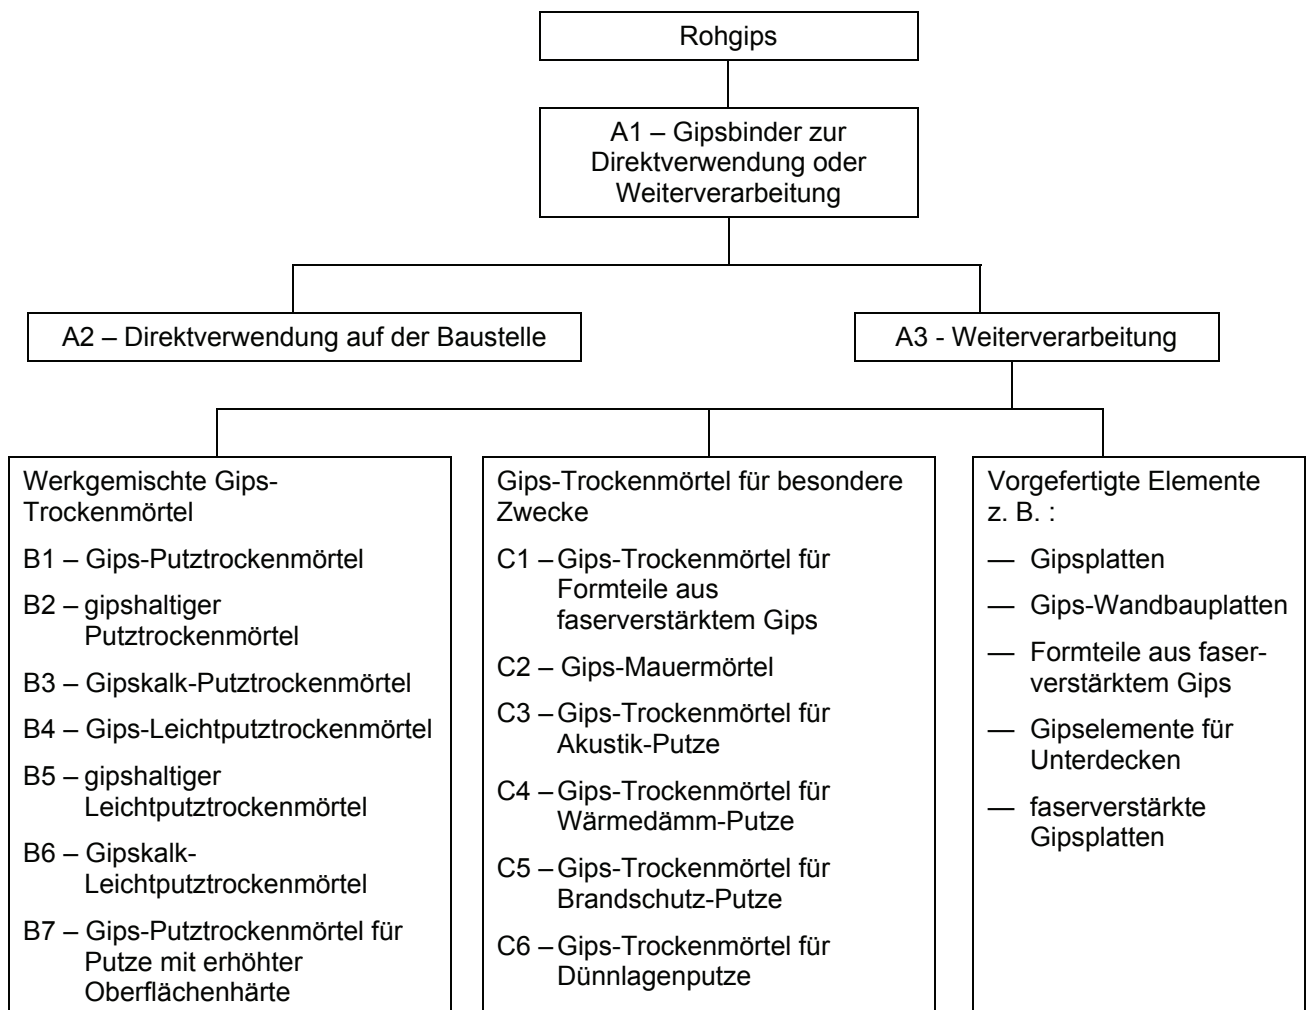 Rohgips
A1 – Gipsbinder zur
Direktverwendung oder
Weiterverarbeitung
A2 – Direktverwendung auf der Baustelle
A3 - Weiterverarbeitung
Werkgemischte Gips-
Trockenmörtel
B1 – Gips-Putztrockenmörtel
B2 – gipshaltiger
Putztrockenmörtel
B3 – Gipskalk-Putztrockenmörtel
B4 – Gips-Leichtputztrockenmörtel
B5 – gipshaltiger
Leichtputztrockenmörtel
B6 – Gipskalk-
Leichtputztrockenmörtel
B7 – Gips-Putztrockenmörtel für
Putze mit erhöhter
Oberflächenhärte
Gips-Trockenmörtel für besondere
Zwecke
C1 – Gips-Trockenmörtel für
Formteile aus
faserverstärktem Gips
C2 – Gips-Mauermörtel
C3 – Gips-Trockenmörtel für
Akustik-Putze
C4 – Gips-Trockenmörtel für
Wärmedämm-Putze
C5 – Gips-Trockenmörtel für
Brandschutz-Putze
C6 – Gips-Trockenmörtel für
Dünnlagenputze
Vorgefertigte Elemente
z. B. :
— Gipsplatten
— Gips-Wandbauplatten
— Formteile aus faser-
verstärktem Gips
— Gipselemente für
Unterdecken
— faserverstärkte
Gipsplatten